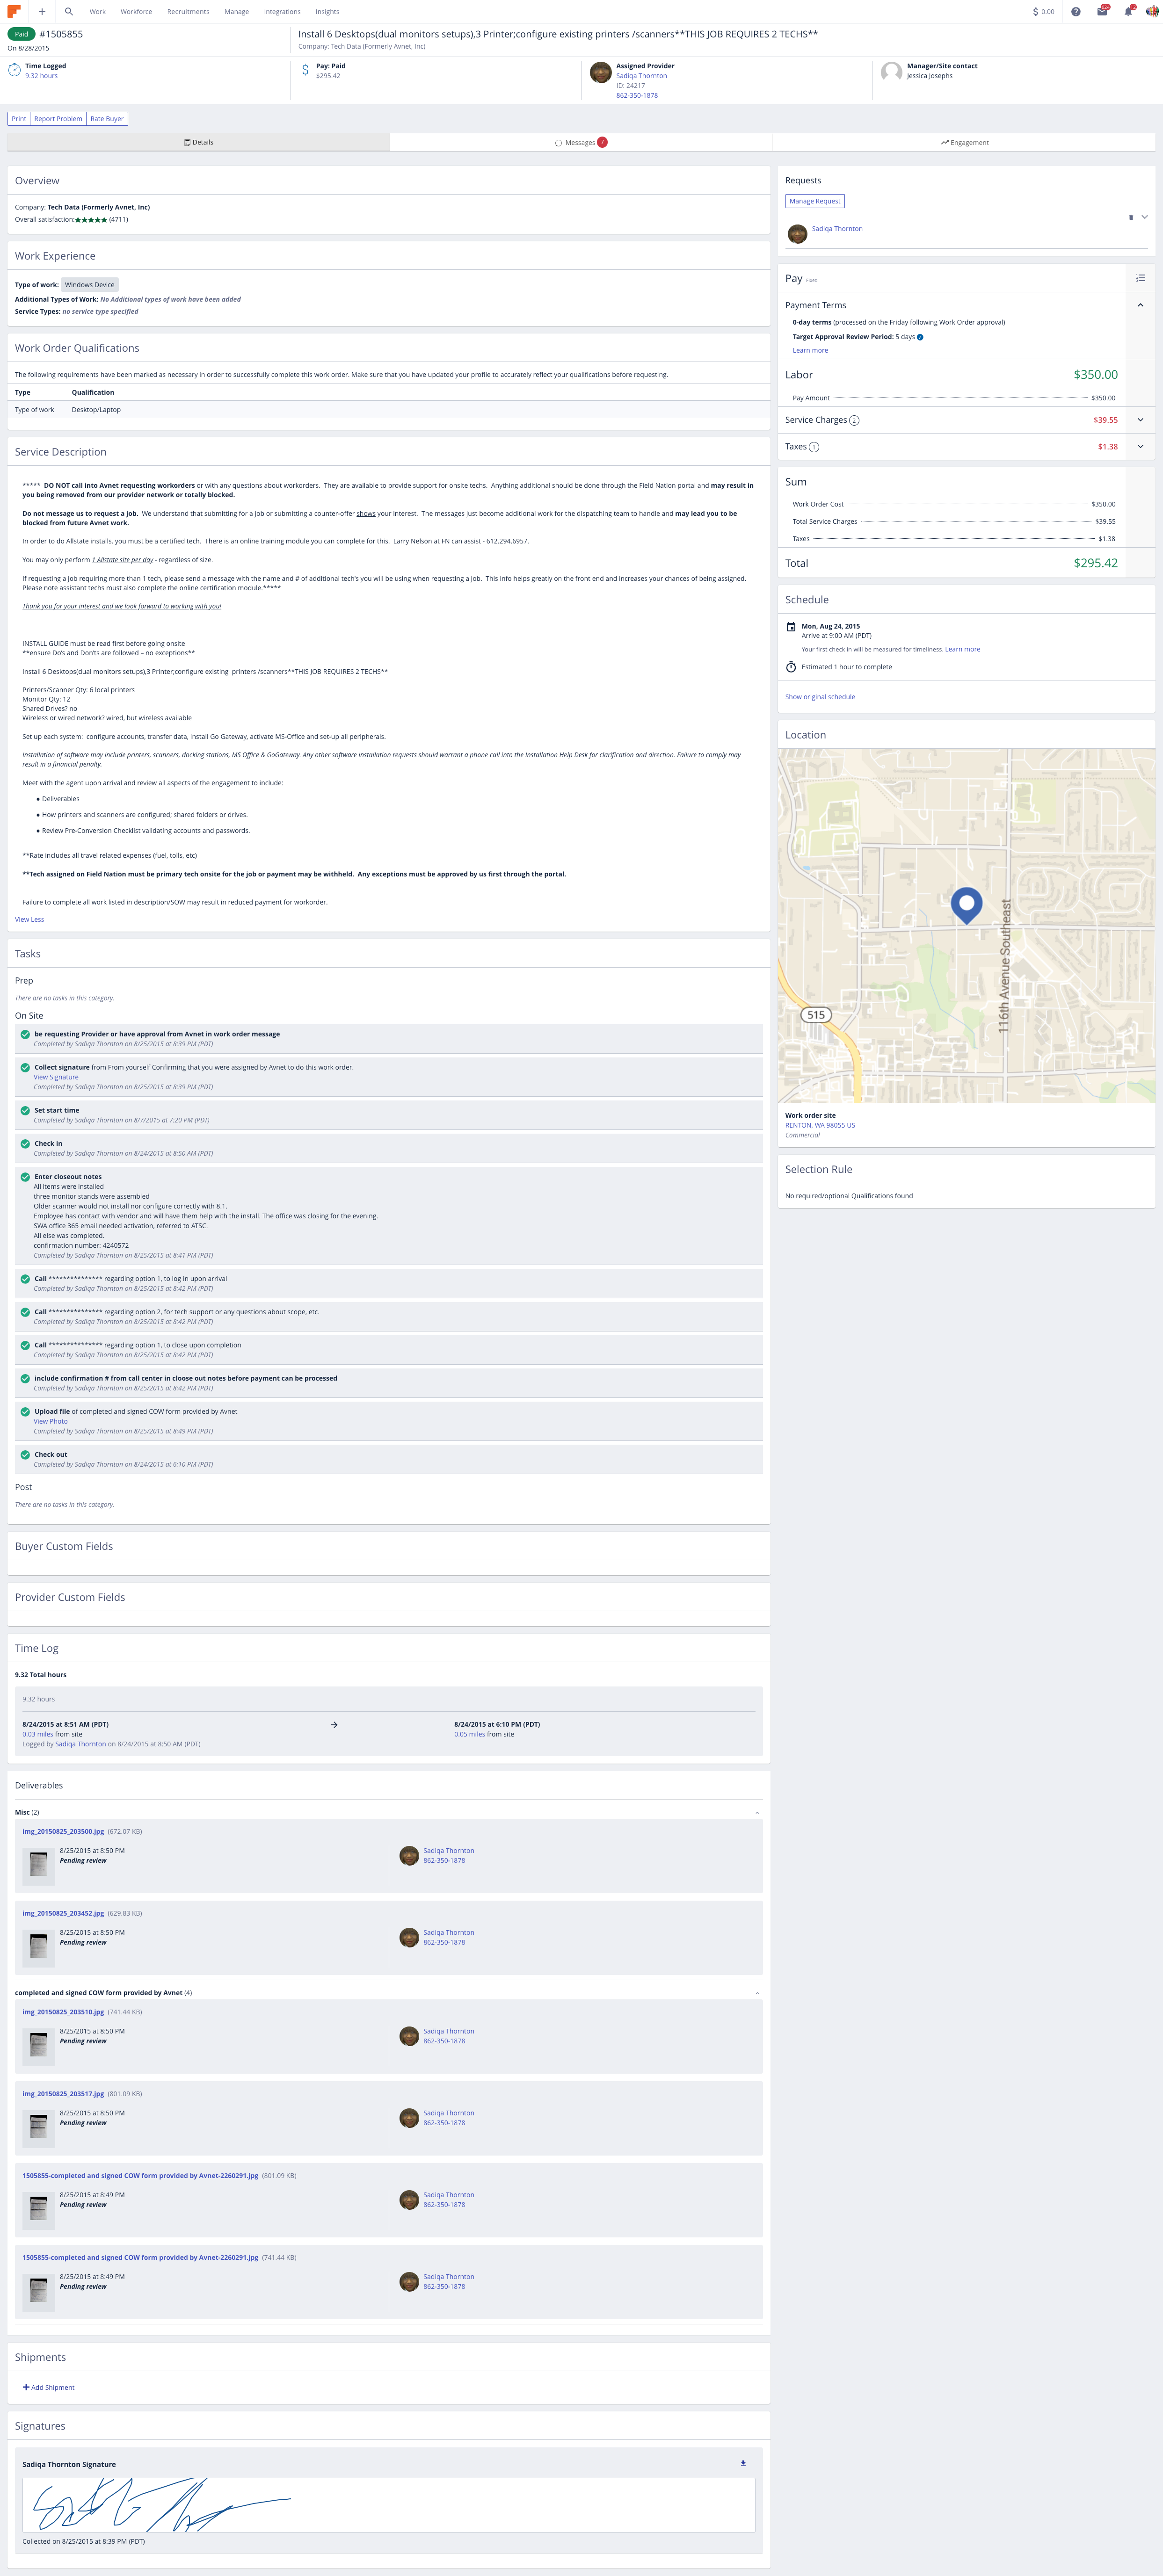 Work
Workforce
Recruitments
Manage
Integrations
Insights
$ 0.00
Paid #1505855
On 8/28/2015
Install 6 Desktops(dual monitors setups),3 Printer;configure existing printers /scanners**THIS JOB REQUIRES 2 TECHS**
Company: Tech Data (Formerly Avnet, Inc)
Time Logged
9.32 hours
Pay: Paid
$295.42
Assigned Provider
Sadiqa Thornton
ID: 24217
862-350-1878
Manager/Site contact
Jessica Josephs
Print
Report Problem
Rate Buyer
Details
Messages
Engagement
Overview
Company: Tech Data (Formerly Avnet, Inc)
Overall satisfaction:★★★★★ (4711)
Work Experience
Type of work: Windows Device
Additional Types of Work: No Additional types of work have been added
Service Types: no service type specified
Work Order Qualifications
The following requirements have been marked as necessary in order to successfully complete this work order. Make sure that you have updated your profile to accurately reflect your qualifications before requesting.
Type Qualification
Type of work Desktop/Laptop
Service Description
***** DO NOT call into Avnet requesting workorders or with any questions about workorders. They are available to provide support for onsite techs. Anything additional should be done through the Field Nation portal and may result in
you being removed from our provider network or totally blocked.
Do not message us to request a job. We understand that submitting for a job or submitting a counter-offer shows your interest. The messages just become additional work for the dispatching team to handle and may lead you to be
blocked from future Avnet work.
In order to do Allstate installs, you must be a certified tech. There is an online training module you can complete for this. Larry Nelson at FN can assist - 612.294.6957.
You may only perform 1 Allstate site per day - regardless of size.
If requesting a job requiring more than 1 tech, please send a message with the name and # of additional tech's you will be using when requesting a job. This info helps greatly on the front end and increases your chances of being assigned.
Please note assistant techs must also complete the online certification module.*****
Thank you for your interest and we look forward to working with you!
INSTALL GUIDE must be read first before going onsite
**ensure Do's and Don'ts are followed – no exceptions**
Install 6 Desktops(dual monitors setups),3 Printer;configure existing printers /scanners**THIS JOB REQUIRES 2 TECHS**
Printers/Scanner Qty: 6 local printers
Monitor Qty: 12
Shared Drives? no
Wireless or wired network? wired, but wireless available
Set up each system: configure accounts, transfer data, install Go Gateway, activate MS-Office and set-up all peripherals.
Installation of software may include printers, scanners, docking stations, MS Office & GoGateway. Any other software installation requests should warrant a phone call into the Installation Help Desk for clarification and direction. Failure to comply may
result in a financial penalty.
Meet with the agent upon arrival and review all aspects of the engagement to include:
● Deliverables
● How printers and scanners are configured; shared folders or drives.
● Review Pre-Conversion Checklist validating accounts and passwords.
**Rate includes all travel related expenses (fuel, tolls, etc)
**Tech assigned on Field Nation must be primary tech onsite for the job or payment may be withheld. Any exceptions must be approved by us first through the portal.
Failure to complete all work listed in description/SOW may result in reduced payment for workorder.
View Less
Tasks
Prep
There are no tasks in this category.
On Site
be requesting Provider or have approval from Avnet in work order message
Completed by Sadiqa Thornton on 8/25/2015 at 8:39 PM (PDT)
Collect signature from From yourself Confirming that you were assigned by Avnet to do this work order.
View Signature
Completed by Sadiqa Thornton on 8/25/2015 at 8:39 PM (PDT)
Set start time
Completed by Sadiqa Thornton on 8/7/2015 at 7:20 PM (PDT)
Check in
Completed by Sadiqa Thornton on 8/24/2015 at 8:50 AM (PDT)
Enter closeout notes
All items were installed
three monitor stands were assembled
Older scanner would not install nor configure correctly with 8.1.
Employee has contact with vendor and will have them help with the install. The office was closing for the evening.
SWA office 365 email needed activation, referred to ATSC.
All else was completed.
confirmation number: 4240572
Completed by Sadiqa Thornton on 8/25/2015 at 8:41 PM (PDT)
Call *************** regarding option 1, to log in upon arrival
Completed by Sadiqa Thornton on 8/25/2015 at 8:42 PM (PDT)
Call *************** regarding option 2, for tech support or any questions about scope, etc.
Completed by Sadiqa Thornton on 8/25/2015 at 8:42 PM (PDT)
Call *************** regarding option 1, to close upon completion
Completed by Sadiqa Thornton on 8/25/2015 at 8:42 PM (PDT)
include confirmation # from call center in cloose out notes before payment can be processed
Completed by Sadiqa Thornton on 8/25/2015 at 8:42 PM (PDT)
Upload file of completed and signed COW form provided by Avnet
View Photo
Completed by Sadiqa Thornton on 8/25/2015 at 8:49 PM (PDT)
Check out
Completed by Sadiqa Thornton on 8/24/2015 at 6:10 PM (PDT)
Post
There are no tasks in this category.
Buyer Custom Fields
Provider Custom Fields
Time Log
9.32 Total hours
9.32 hours
8/24/2015 at 8:51 AM (PDT)
0.03 miles from site
Logged by Sadiqa Thornton on 8/24/2015 at 8:50 AM (PDT)
8/24/2015 at 6:10 PM (PDT)
0.05 miles from site
Deliverables
Misc (2)
img_20150825_203500.jpg (672.07 KB)
8/25/2015 at 8:50 PM
Pending review
Sadiqa Thornton
862-350-1878
img_20150825_203452.jpg (629.83 KB)
8/25/2015 at 8:50 PM
Pending review
Sadiqa Thornton
862-350-1878
completed and signed COW form provided by Avnet (4)
img_20150825_203510.jpg (741.44 KB)
8/25/2015 at 8:50 PM
Pending review
Sadiqa Thornton
862-350-1878
img_20150825_203517.jpg (801.09 KB)
8/25/2015 at 8:50 PM
Pending review
Sadiqa Thornton
862-350-1878
1505855-completed and signed COW form provided by Avnet-2260291.jpg (801.09 KB)
8/25/2015 at 8:49 PM
Pending review
Sadiqa Thornton
862-350-1878
1505855-completed and signed COW form provided by Avnet-2260291.jpg (741.44 KB)
8/25/2015 at 8:49 PM
Pending review
Sadiqa Thornton
862-350-1878
Shipments
Add Shipment
Signatures
Sadiqa Thornton Signature
Collected on 8/25/2015 at 8:39 PM (PDT)
Requests
Manage Request
Sadiqa Thornton
Pay Fixed
Payment Terms
0-day terms (processed on the Friday following Work Order approval)
Target Approval Review Period: 5 days
Learn more
Labor $350.00
Pay Amount $350.00
Service Charges 2 $39.55
Taxes 1 $1.38
Sum
Work Order Cost $350.00
Total Service Charges $39.55
Taxes $1.38
Total $295.42
Schedule
Mon, Aug 24, 2015
Arrive at 9:00 AM (PDT)
Your first check in will be measured for timeliness. Learn more
Estimated 1 hour to complete
Show original schedule
Location
116th Avenue Southeast
515
Work order site
RENTON, WA 98055 US
Commercial
Selection Rule
No required/optional Qualifications found